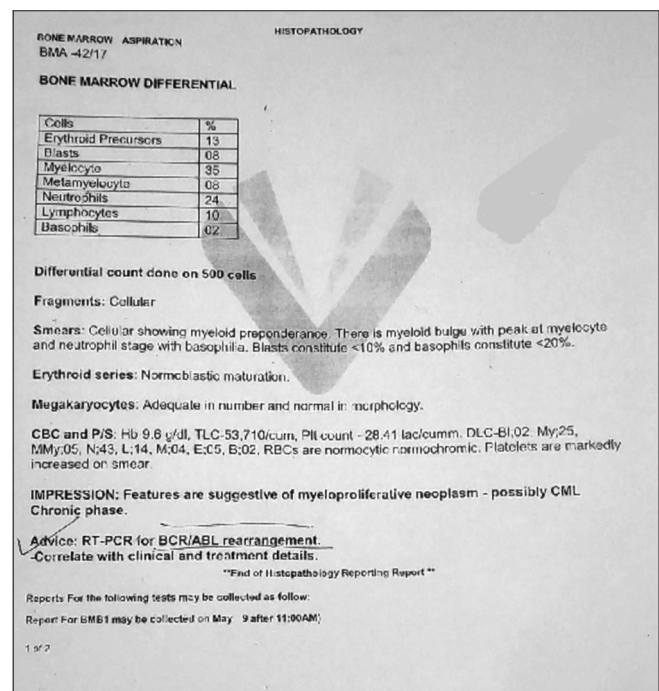 HISTOPATHOLOGY
BONE MARROW ASPIRATION
BMA -42/17
BONE MARROW DIFFERENTIAL
Cells %
Erythroid Precursors 13
Blasts 08
Myelocyte 35
Metamyelocyte 08
Neutrophils 24
Lymphocytes 10
Basophils 02
Differential count done on 500 cells
Fragments: Cellular
Smears: Cellular showing myeloid preponderance. There is myeloid bulge with peak at myelocyte
and neutrophil stage with basophilia. Blasts constitute <10% and basophils constitute <20%.
Erythroid series: Normoblastic maturation.
Megakaryocytes: Adequate in number and normal in morphology.
CBC and P/S: Hb 9.6 g/dl, TLC-53,710/cum, Plt count - 28.41 lac/cumm. DLC-Bl;02, My;25,
MMy;05, N;43, L;14, M;04, E;05, B;02. RBCs are normocytic normochromic. Platelets are markedly
increased on smear.
IMPRESSION: Features are suggestive of myeloproliferative neoplasm - possibly CML
Chronic phase.
Advice: RT-PCR for BCR/ABL rearrangement.
-Correlate with clinical and treatment details.
**End of Histopathology Reporting Report **
Reports For the following tests may be collected as follow:
Report For BMB1 may be collected on May 9 after 11:00AM)
1 of 2